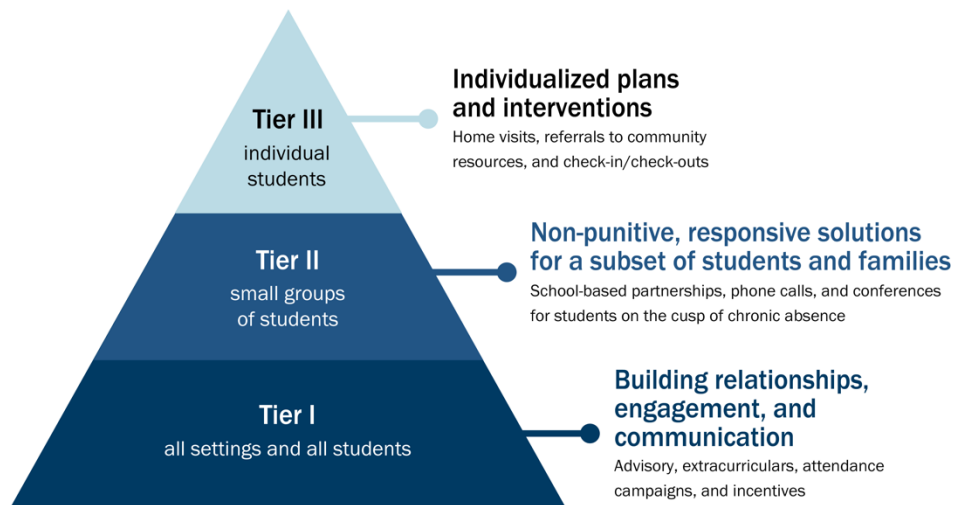 Tier III
individual
students
Individualized plans
and interventions
Home visits, referrals to community
resources, and check-in/check-outs
Tier II
small groups
of students
Non-punitive, responsive solutions
for a subset of students and families
School-based partnerships, phone calls, and conferences
for students on the cusp of chronic absence
Tier I
all settings and all students
Building relationships,
engagement, and
communication
Advisory, extracurriculars, attendance
campaigns, and incentives